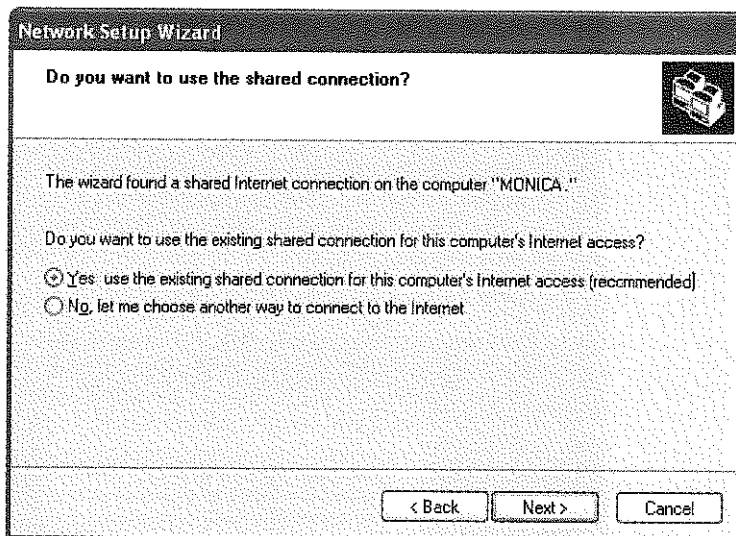 Network Setup Wizard
Do you want to use the shared connection?
The wizard found a shared Internet connection on the computer "MONICA."
Do you want to use the existing shared connection for this computer's Internet access?
Yes, use the existing shared connection for this computer's Internet access (recommended)
No, let me choose another way to connect to the Internet
< Back
Next >
Cancel